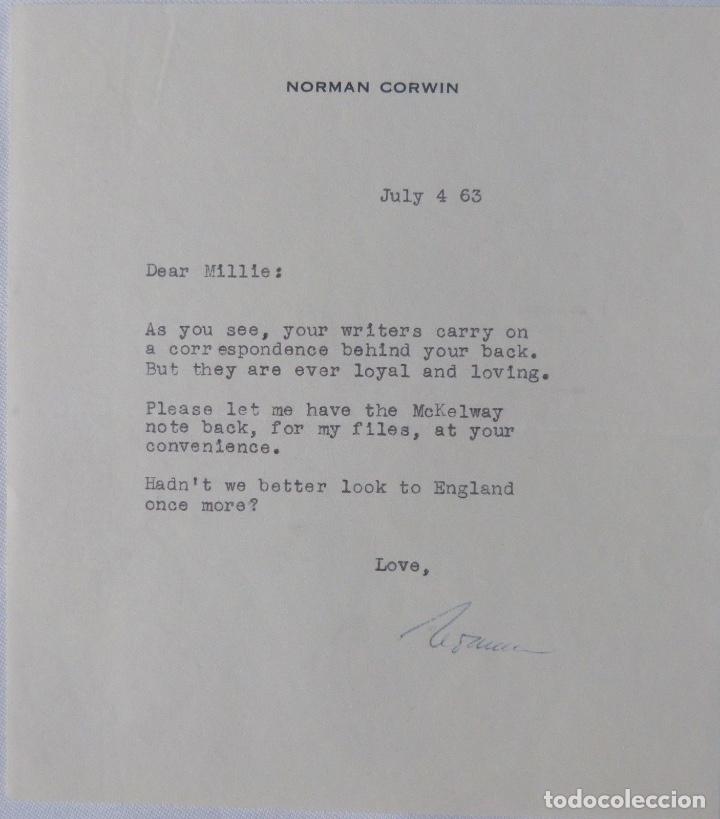 NORMAN CORWIN
July 4 63
Dear Millie:
As you see, your writers carry on
a correspondence behind your back.
But they are ever loyal and loving.
Please let me have the McKelway
note back, for my files, at your
convenience.
Hadn't we better look to England
once more?
Love,
Norman
todocoleccion